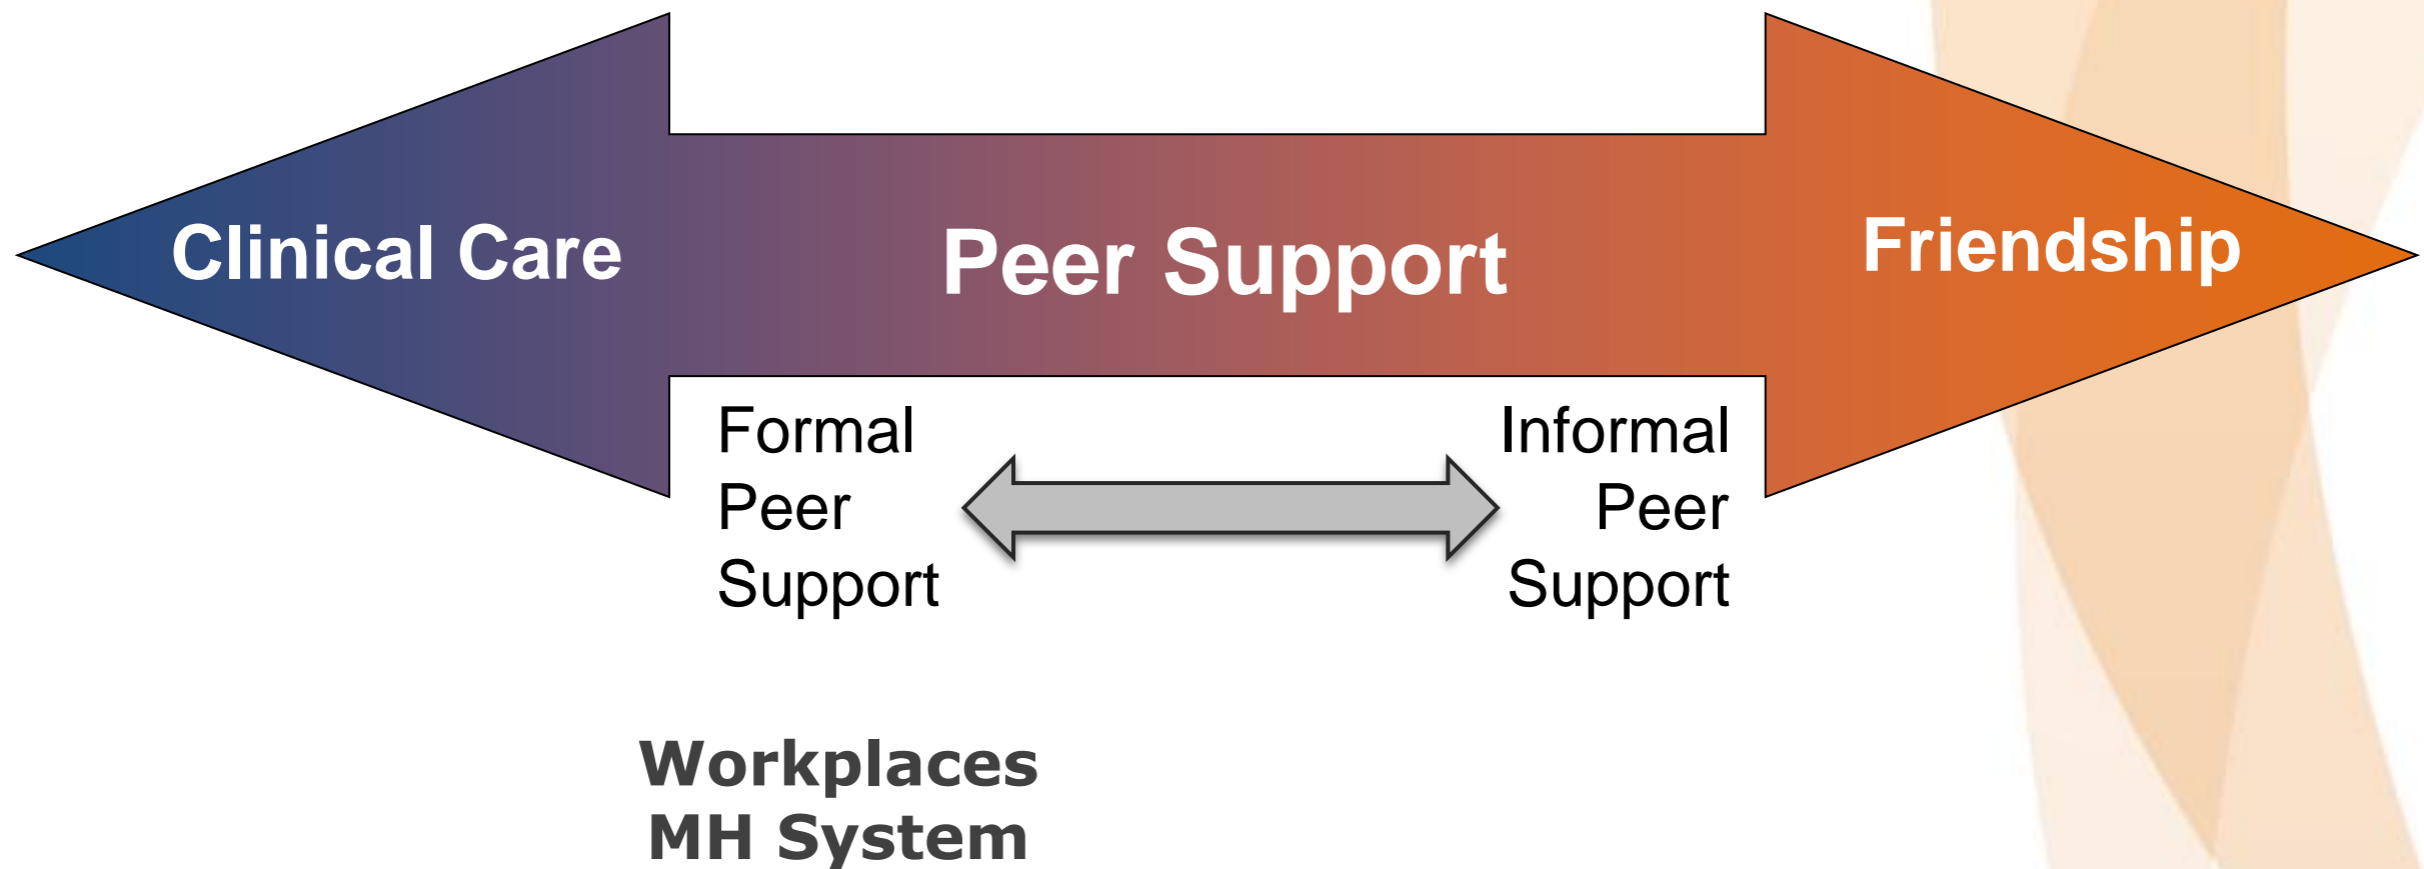 Clinical Care
Peer Support
Friendship
Formal
Peer
Support
Informal
Peer
Support
Workplaces
MH System